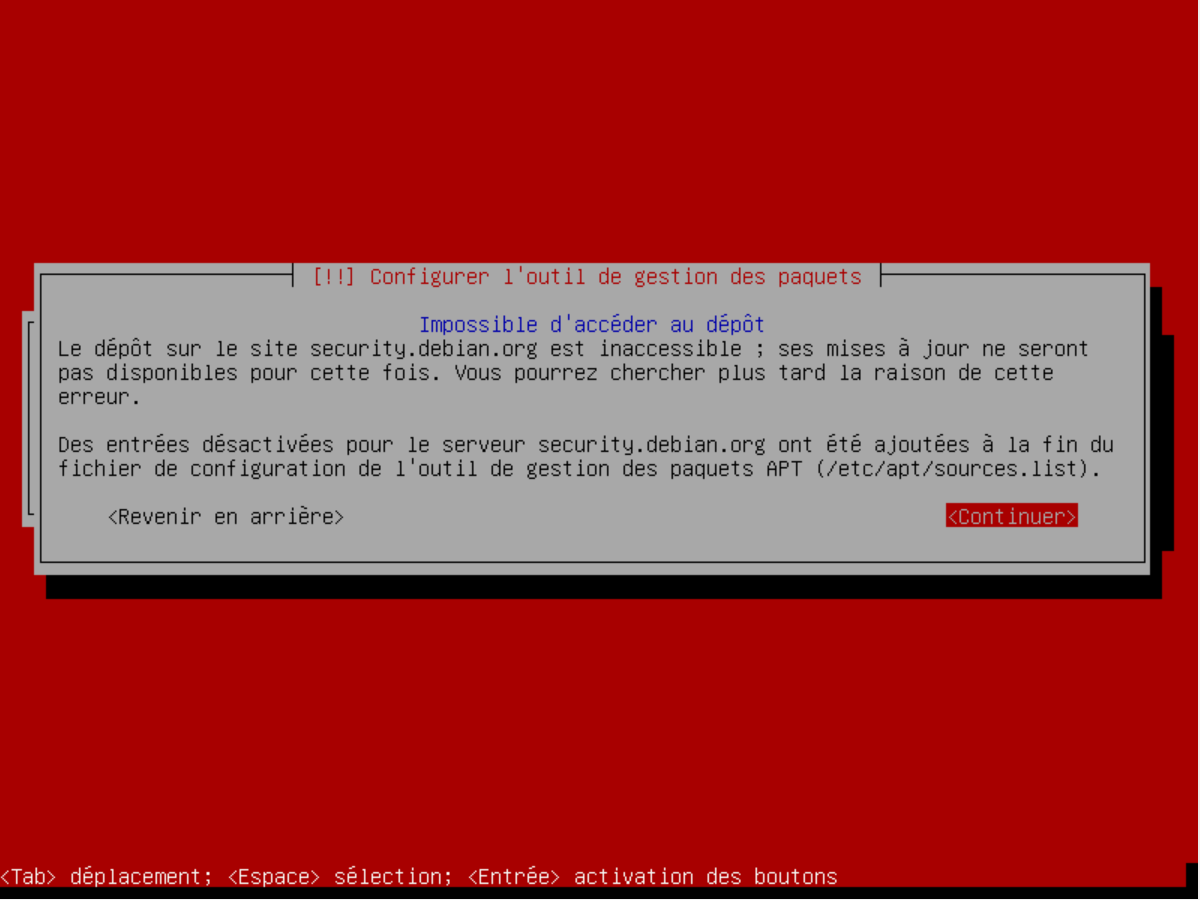 [!!] Configurer l'outil de gestion des paquets
Impossible d'accéder au dépôt
Le dépôt sur le site security.debian.org est inaccessible ; ses mises à jour ne seront
pas disponibles pour cette fois. Vous pourrez chercher plus tard la raison de cette
erreur.
Des entrées désactivées pour le serveur security.debian.org ont été ajoutées à la fin du
fichier de configuration de l'outil de gestion des paquets APT (/etc/apt/sources.list).
<Revenir en arrière> <Continuer>
<Tab> déplacement; <Espace> sélection; <Entrée> activation des boutons